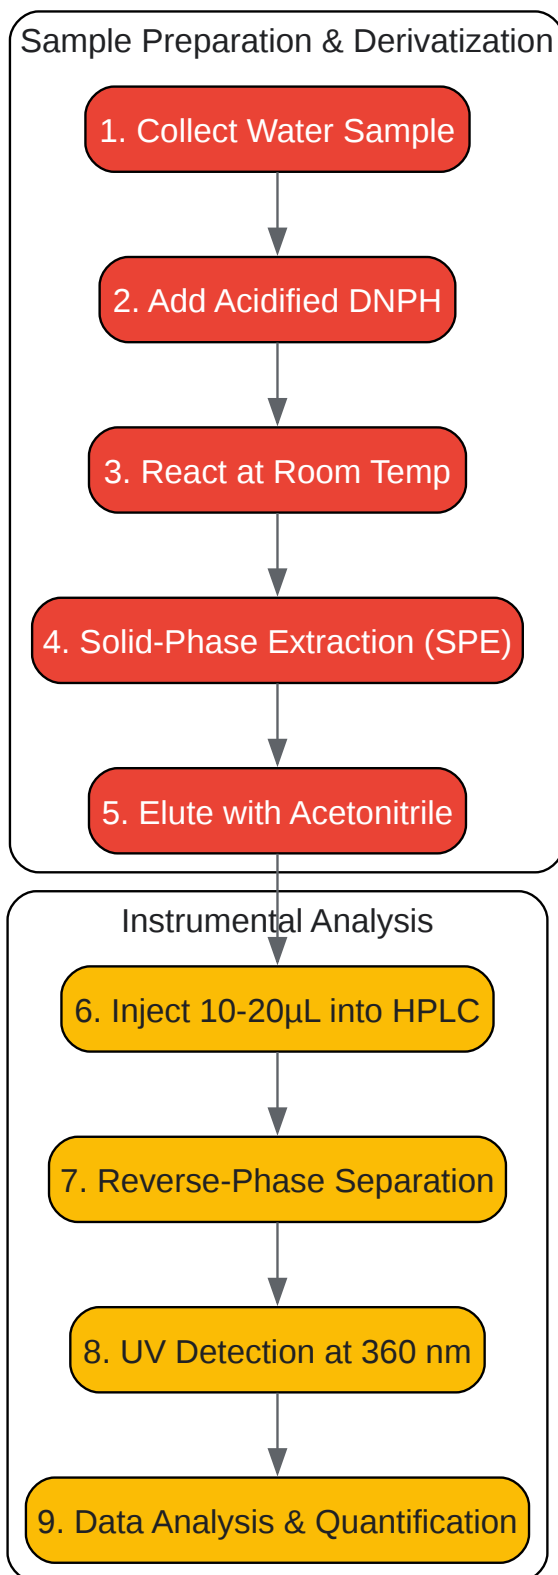 Sample Preparation & Derivatization
1. Collect Water Sample
2. Add Acidified DNPH
3. React at Room Temp
4. Solid-Phase Extraction (SPE)
5. Elute with Acetonitrile
Instrumental Analysis
6. Inject 10-20µL into HPLC
7. Reverse-Phase Separation
8. UV Detection at 360 nm
9. Data Analysis & Quantification